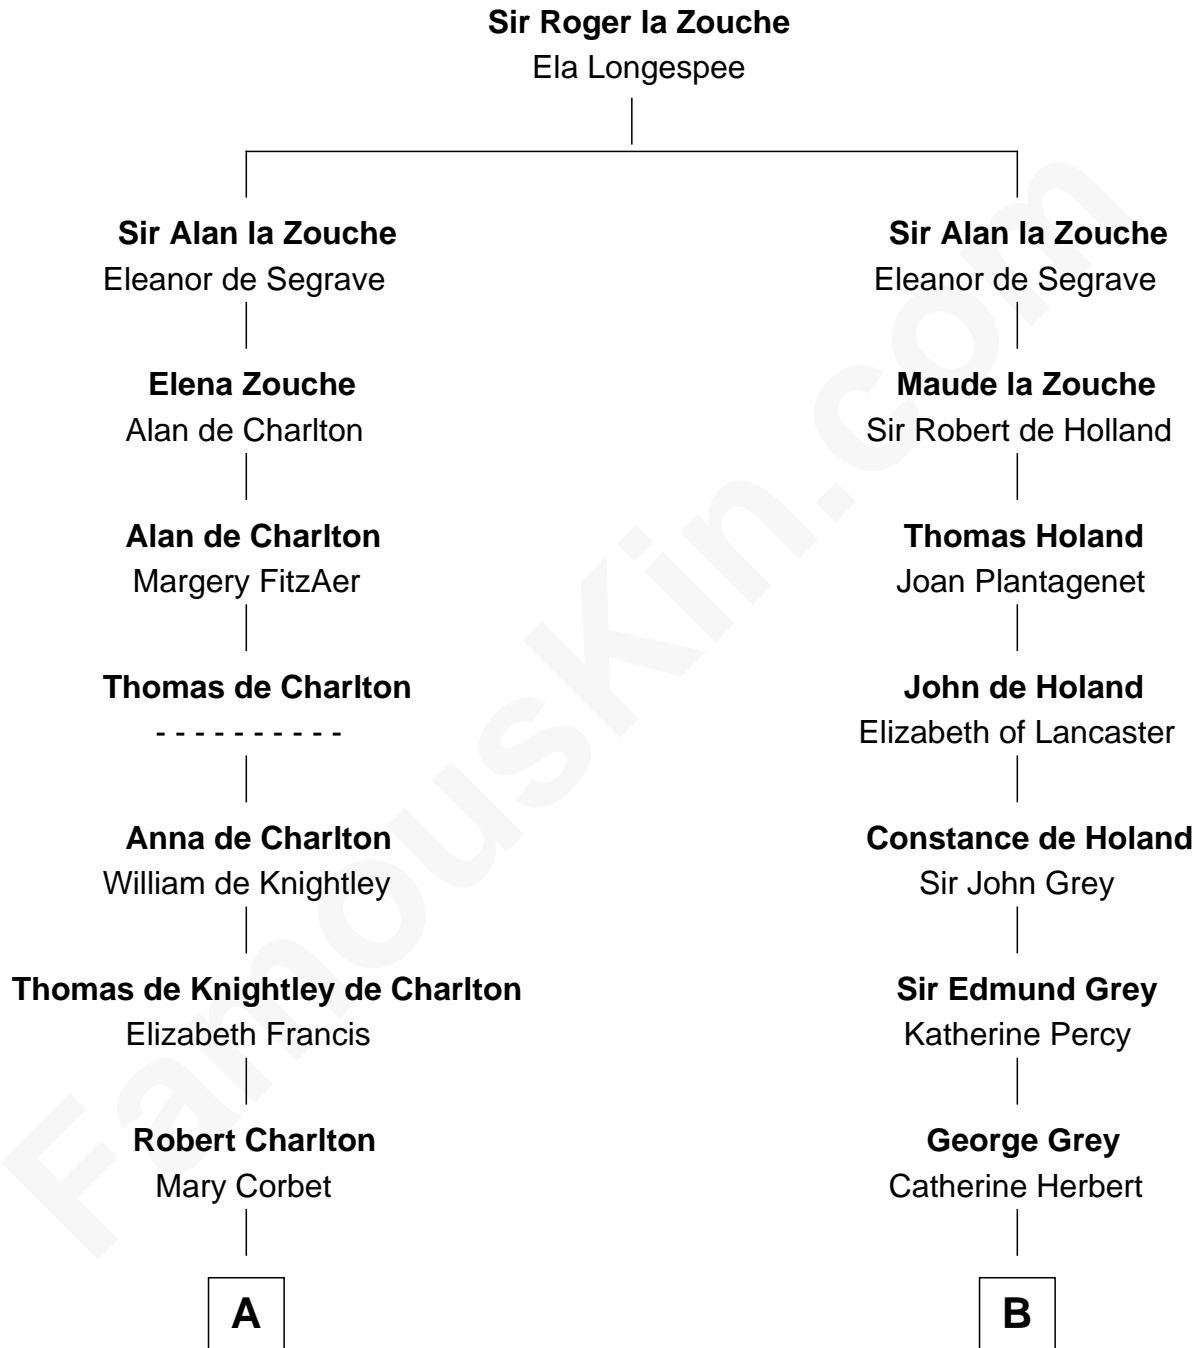 Sir Roger la Zouche
Ela Longespee
Sir Alan la Zouche
Eleanor de Segrave
Elena Zouche
Alan de Charlton
Alan de Charlton
Margery FitzAer
Thomas de Charlton
- - - - - - - - - -
Anna de Charlton
William de Knightley
Thomas de Knightley de Charlton
Elizabeth Francis
Robert Charlton
Mary Corbet
A
Sir Alan la Zouche
Eleanor de Segrave
Maude la Zouche
Sir Robert de Holland
Thomas Holand
Joan Plantagenet
John de Holand
Elizabeth of Lancaster
Constance de Holand
Sir John Grey
Sir Edmund Grey
Katherine Percy
George Grey
Catherine Herbert
B
FamousKin.com